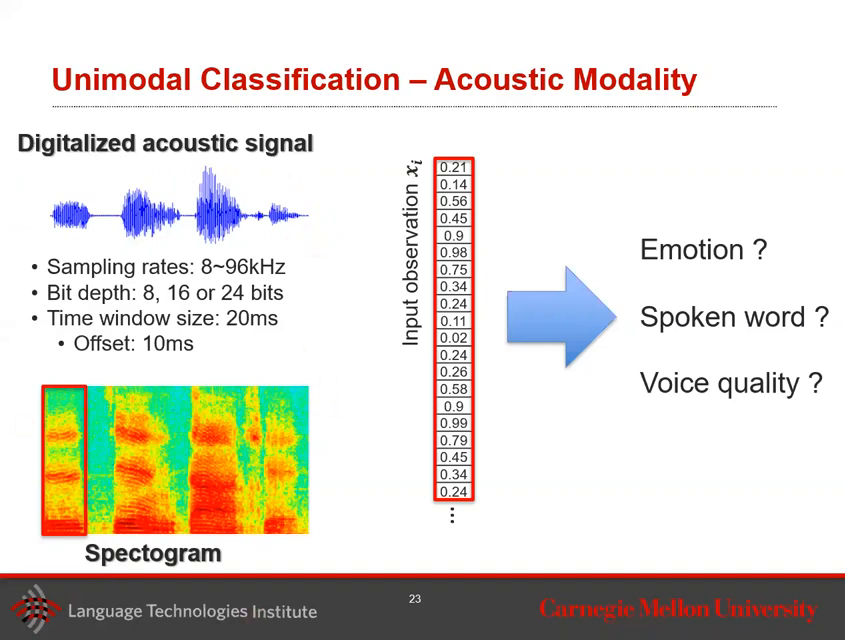 Unimodal Classification – Acoustic Modality
Digitalized acoustic signal
• Sampling rates: 8~96kHz
• Bit depth: 8, 16 or 24 bits
• Time window size: 20ms
• Offset: 10ms
Spectogram
Input observation xᵢ
0.21
0.14
0.56
0.45
0.9
0.98
0.75
0.34
0.24
0.11
0.02
0.24
0.26
0.58
0.9
0.99
0.79
0.45
0.34
0.24
⋮
Emotion ?
Spoken word ?
Voice quality ?
Language Technologies Institute
23
Carnegie Mellon University